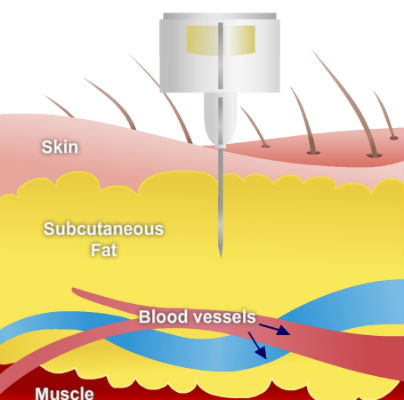 Skin
Subcutaneous
Fat
Blood vessels
Muscle